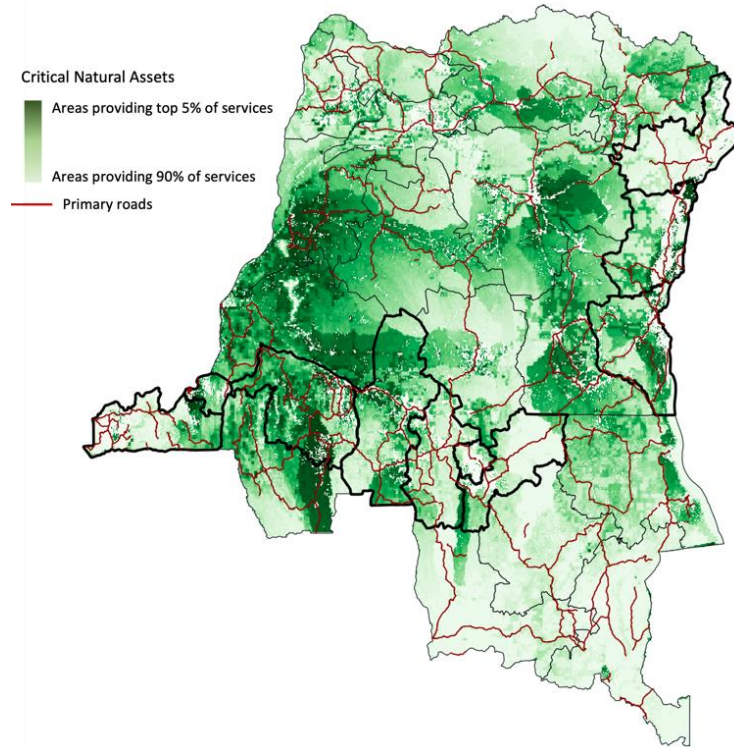 Critical Natural Assets
Areas providing top 5% of services
Areas providing 90% of services
Primary roads